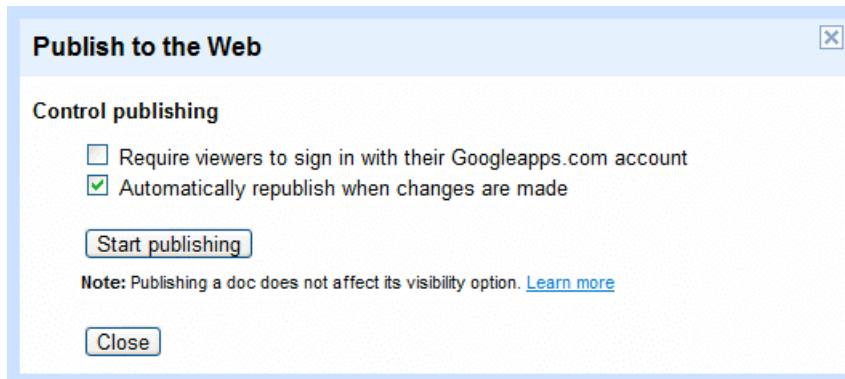 Publish to the Web
Control publishing
Require viewers to sign in with their Googleapps.com account
Automatically republish when changes are made
Start publishing
Note: Publishing a doc does not affect its visibility option. Learn more
Close